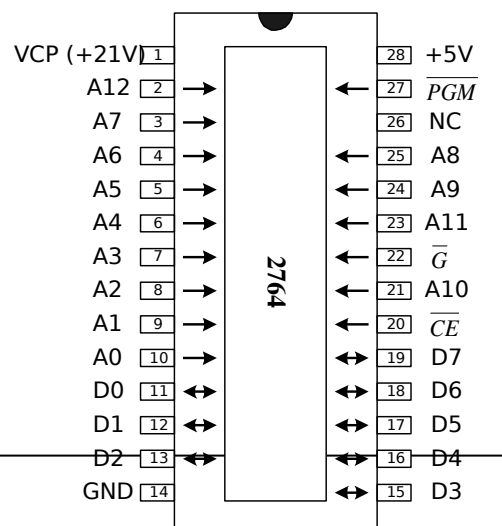 VCP (+21V) 1 28 +5V
A12 2 27 \overline{PGM}
A7 3 26 NC
A6 4 25 A8
A5 5 24 A9
A4 6 23 A11
A3 7 22 \overline{G}
A2 8 21 A10
A1 9 20 \overline{CE}
A0 10 19 D7
D0 11 18 D6
D1 12 17 D5
D2 13 16 D4
GND 14 15 D3
2764